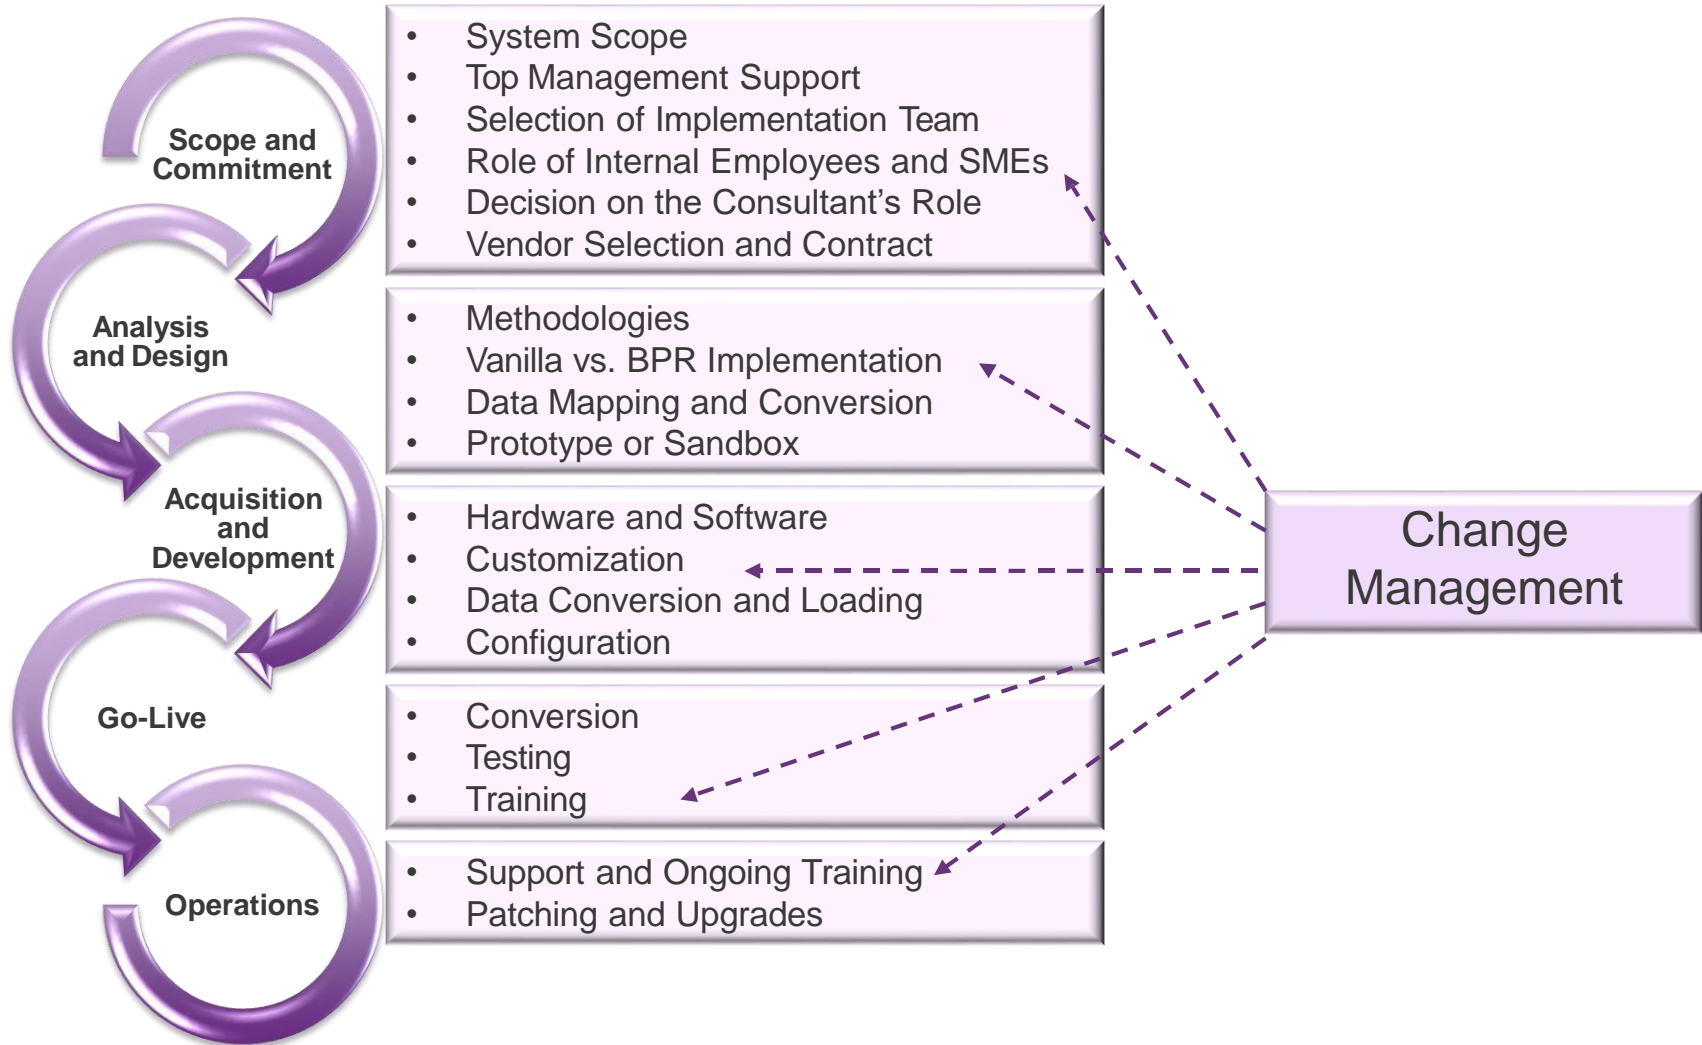 Scope and
Commitment
• System Scope
• Top Management Support
• Selection of Implementation Team
• Role of Internal Employees and SMEs
• Decision on the Consultant’s Role
• Vendor Selection and Contract
Analysis
and Design
• Methodologies
• Vanilla vs. BPR Implementation
• Data Mapping and Conversion
• Prototype or Sandbox
Acquisition
and
Development
• Hardware and Software
• Customization
• Data Conversion and Loading
• Configuration
Go-Live
• Conversion
• Testing
• Training
Operations
• Support and Ongoing Training
• Patching and Upgrades
Change
Management